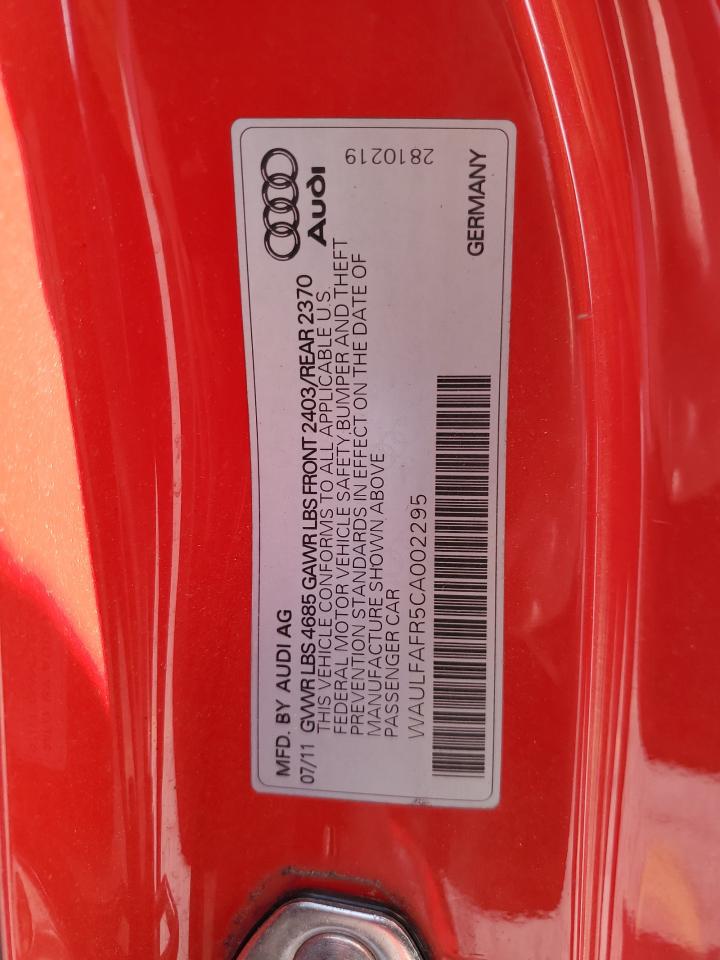 MFD. BY AUDI AG
07/11 GVWR LBS 4685 GAWR LBS FRONT 2403/REAR 2370
THIS VEHICLE CONFORMS TO ALL APPLICABLE U.S.
FEDERAL MOTOR VEHICLE SAFETY, BUMPER AND THEFT
PREVENTION STANDARDS IN EFFECT ON THE DATE OF
MANUFACTURE SHOWN ABOVE
PASSENGER CAR
WAULFAFR5CA002295
Audi
2810219
GERMANY